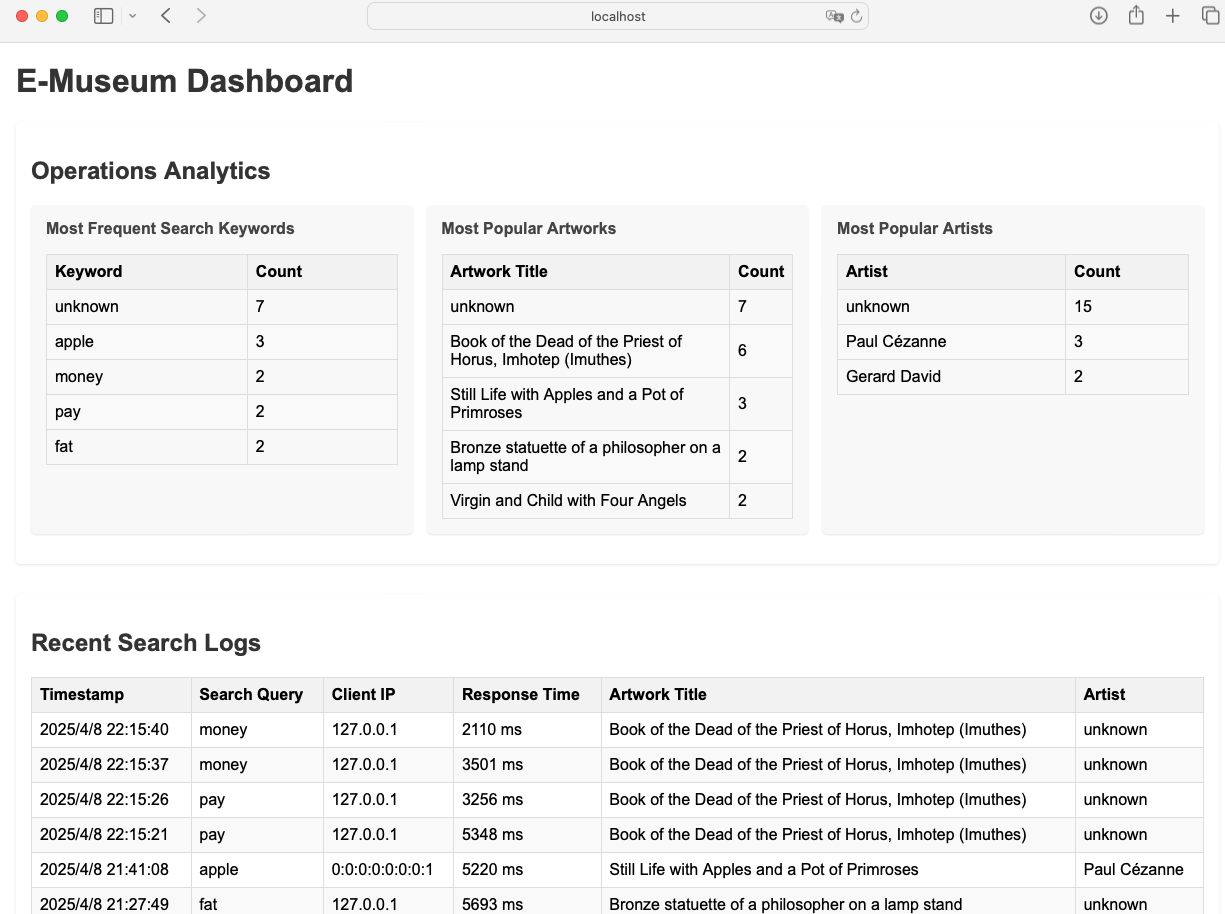 localhost
E-Museum Dashboard
Operations Analytics
Most Frequent Search Keywords
Keyword Count
unknown 7
apple 3
money 2
pay 2
fat 2
Most Popular Artworks
Artwork Title Count
unknown 7
Book of the Dead of the Priest of
Horus, Imhotep (Imuthes) 6
Still Life with Apples and a Pot of
Primroses 3
Bronze statuette of a philosopher on a
lamp stand 2
Virgin and Child with Four Angels 2
Most Popular Artists
Artist Count
unknown 15
Paul Cézanne 3
Gerard David 2
Recent Search Logs
Timestamp Search Query Client IP Response Time Artwork Title Artist
2025/4/8 22:15:40 money 127.0.0.1 2110 ms Book of the Dead of the Priest of Horus, Imhotep (Imuthes) unknown
2025/4/8 22:15:37 money 127.0.0.1 3501 ms Book of the Dead of the Priest of Horus, Imhotep (Imuthes) unknown
2025/4/8 22:15:26 pay 127.0.0.1 3256 ms Book of the Dead of the Priest of Horus, Imhotep (Imuthes) unknown
2025/4/8 22:15:21 pay 127.0.0.1 5348 ms Book of the Dead of the Priest of Horus, Imhotep (Imuthes) unknown
2025/4/8 21:41:08 apple 0:0:0:0:0:0:0:1 5220 ms Still Life with Apples and a Pot of Primroses Paul Cézanne
2025/4/8 21:27:49 fat 127.0.0.1 5693 ms Bronze statuette of a philosopher on a lamp stand unknown